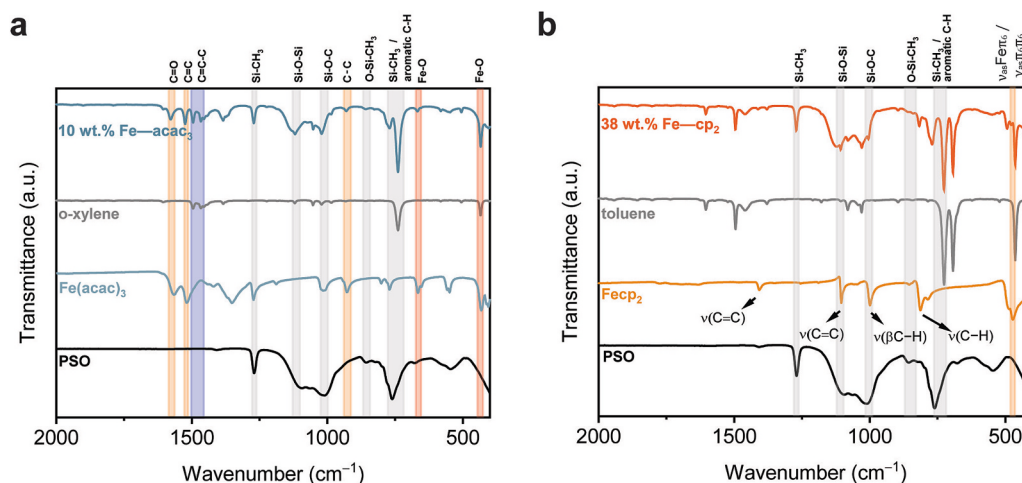 a
C=O
C=C
C=C-C
Si-CH3
Si-O-Si
Si-O-C
C-C
O-Si-CH3
Si-CH3 /
aromatic C-H
Fe-O
Fe-O
10 wt.% Fe—acac3
o-xylene
Fe(acac)3
PSO
Transmittance (a.u.)
2000
1500
1000
500
Wavenumber (cm⁻¹)
b
Si-CH3
Si-O-Si
Si-O-C
O-Si-CH3
Si-CH3 /
aromatic C-H
νasFeπ6 /
νasπ6π6
38 wt.% Fe—cp2
toluene
Fecp2
ν(C=C)
ν(C=C)
ν(βC−H)
ν(C−H)
PSO
Transmittance (a.u.)
2000
1500
1000
500
Wavenumber (cm⁻¹)